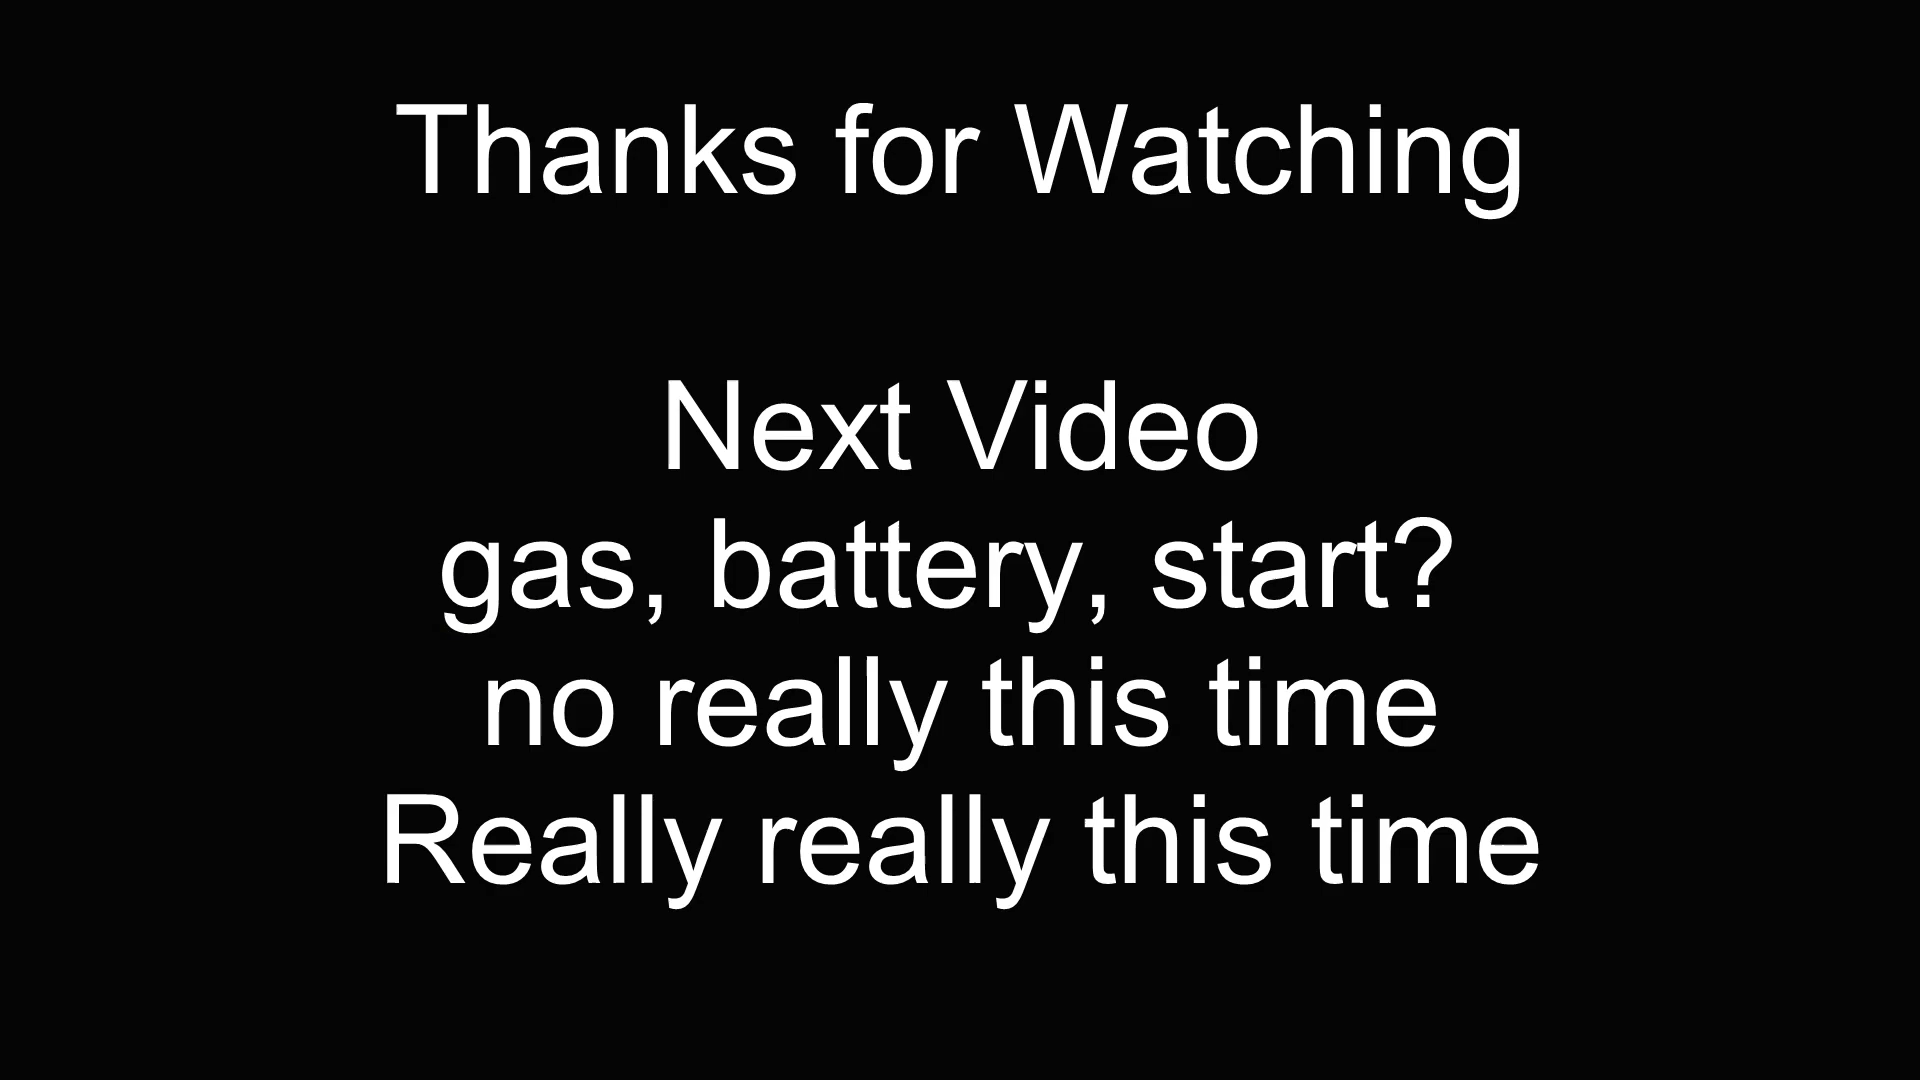 Thanks for Watching
Next Video
gas, battery, start?
no really this time
Really really this time